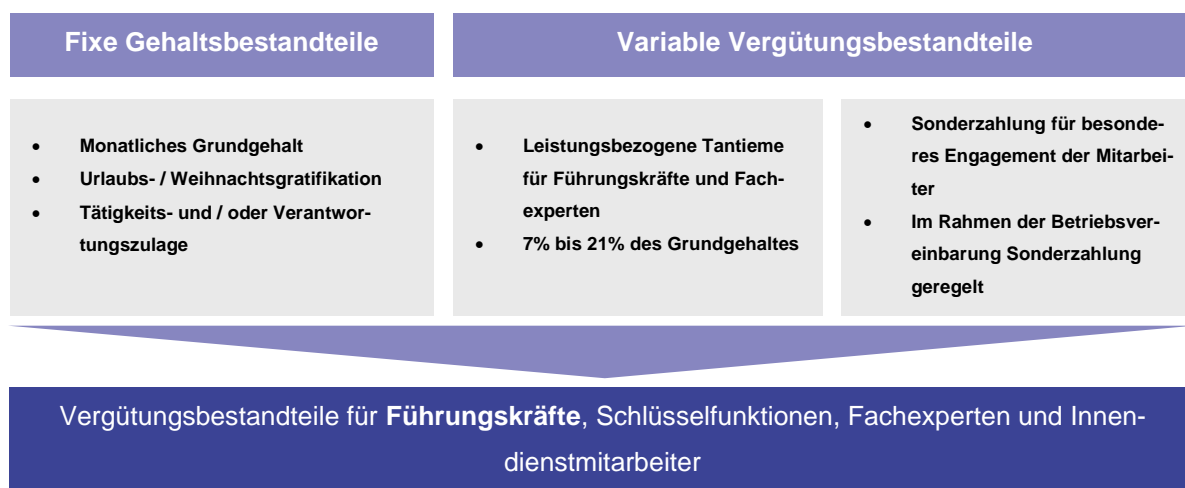 Fixe Gehaltsbestandteile
Variable Vergütungsbestandteile
• Monatliches Grundgehalt
• Urlaubs- / Weihnachtsgratifikation
• Tätigkeits- und / oder Verantwor-
tungszulage
• Leistungsbezogene Tantieme
für Führungskräfte und Fach-
experten
• 7% bis 21% des Grundgehaltes
• Sonderzahlung für besonde-
res Engagement der Mitarbei-
ter
• Im Rahmen der Betriebsver-
einbarung Sonderzahlung
geregelt
Vergütungsbestandteile für Führungskräfte, Schlüsselfunktionen, Fachexperten und Innen-
dienstmitarbeiter